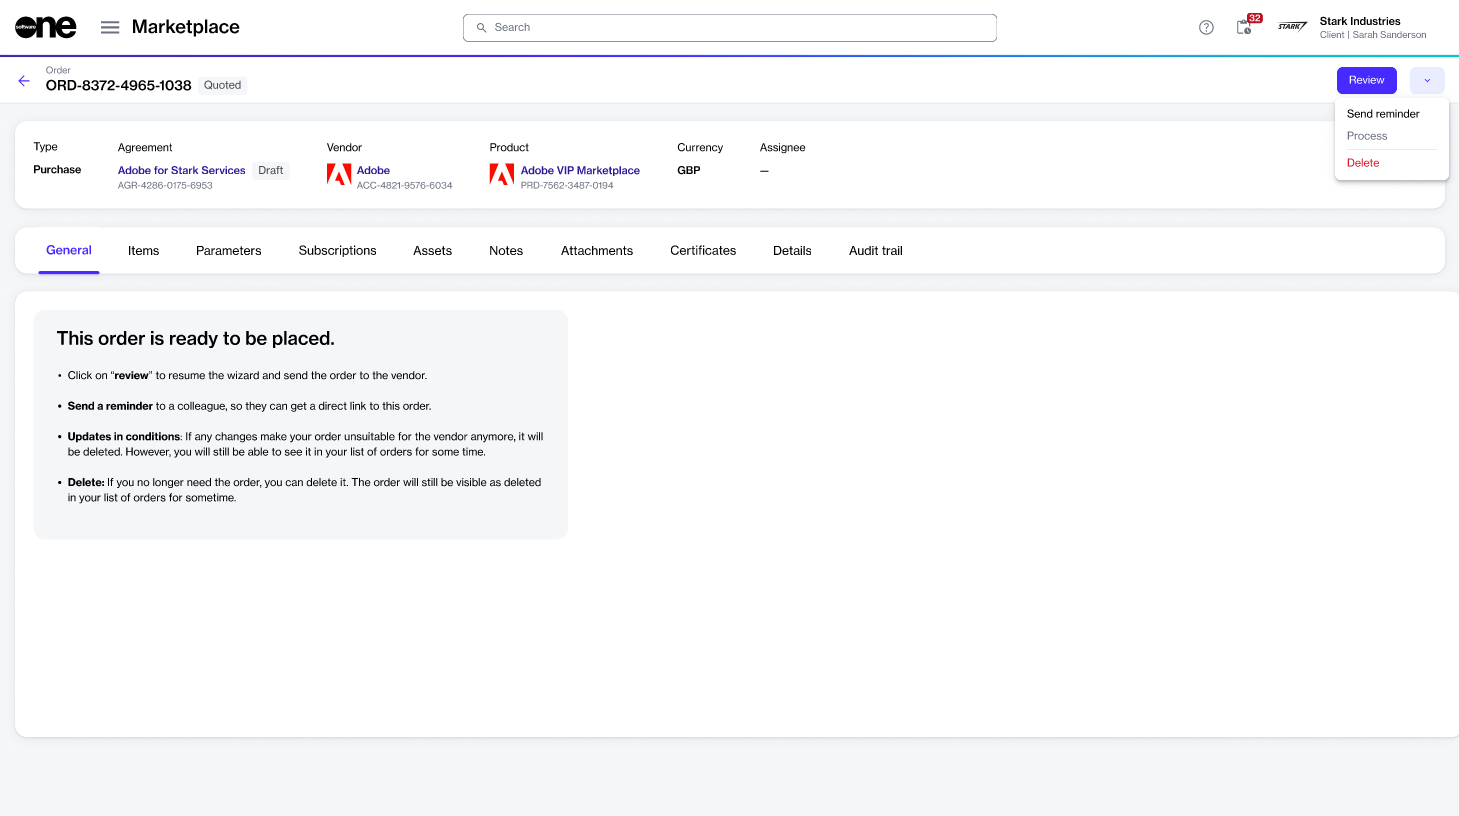 software one
Marketplace
Search
32
STARK
Stark Industries
Client | Sarah Sanderson
Order
ORD-8372-4965-1038 Quoted
Review
Send reminder
Process
Delete
Type
Purchase
Agreement
Adobe for Stark Services Draft
AGR-4286-0175-6953
Vendor
Adobe
ACC-4821-9576-6034
Product
Adobe VIP Marketplace
PRD-7562-3487-0194
Currency
GBP
Assignee
—
General Items Parameters Subscriptions Assets Notes Attachments Certificates Details Audit trail
This order is ready to be placed.
• Click on “review” to resume the wizard and send the order to the vendor.
• Send a reminder to a colleague, so they can get a direct link to this order.
• Updates in conditions: If any changes make your order unsuitable for the vendor anymore, it will
be deleted. However, you will still be able to see it in your list of orders for some time.
• Delete: If you no longer need the order, you can delete it. The order will still be visible as deleted
in your list of orders for sometime.